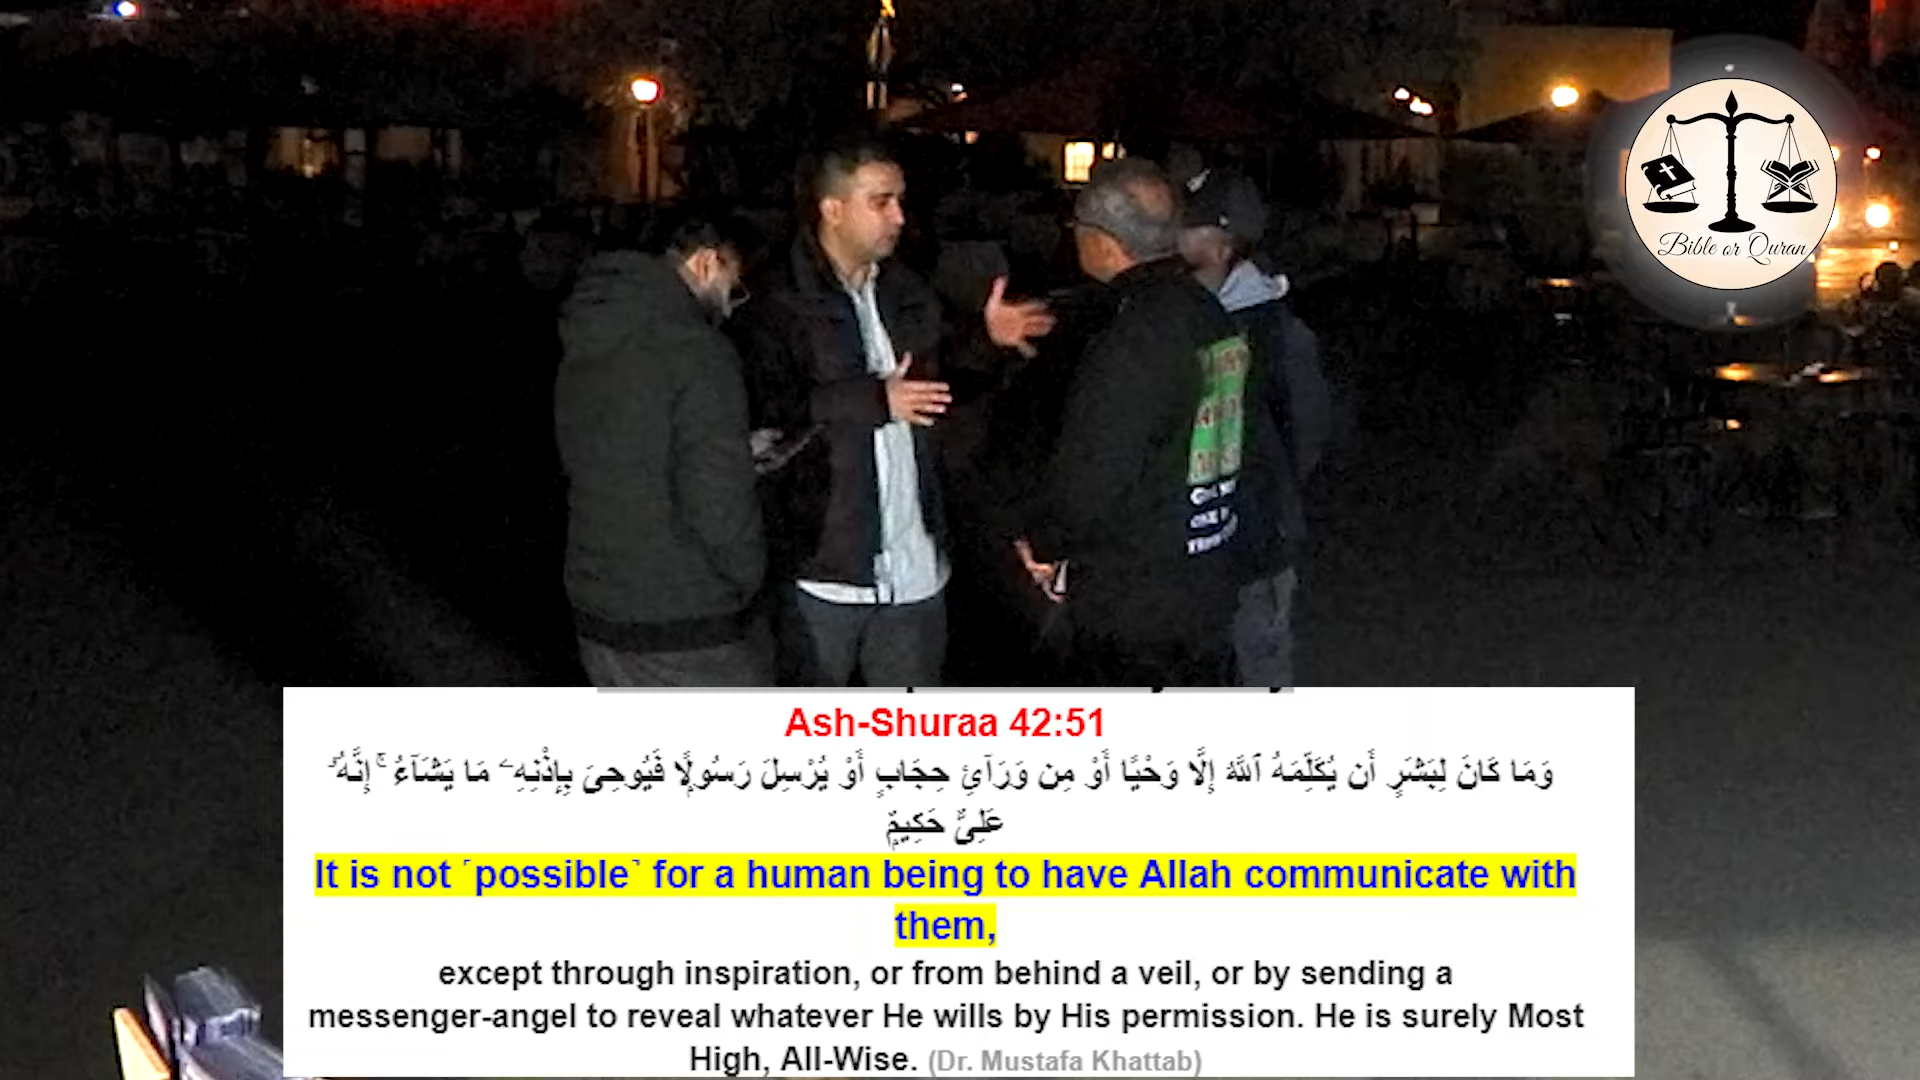 Bible or Quran
Ash-Shuraa 42:51
وَمَا كَانَ لِبَشَرٍ أَن يُكَلِّمَهُ ٱللَّهُ إِلَّا وَحْيًا أَوْ مِن وَرَآئِ حِجَابٍ أَوْ يُرْسِلَ رَسُولًا فَيُوحِىَ بِإِذْنِهِۦ مَا يَشَآءُ ۚ إِنَّهُۥ
عَلِىٌّ حَكِيمٌ
It is not ˹possible˺ for a human being to have Allah communicate with
them,
except through inspiration, or from behind a veil, or by sending a
messenger-angel to reveal whatever He wills by His permission. He is surely Most
High, All-Wise. (Dr. Mustafa Khattab)